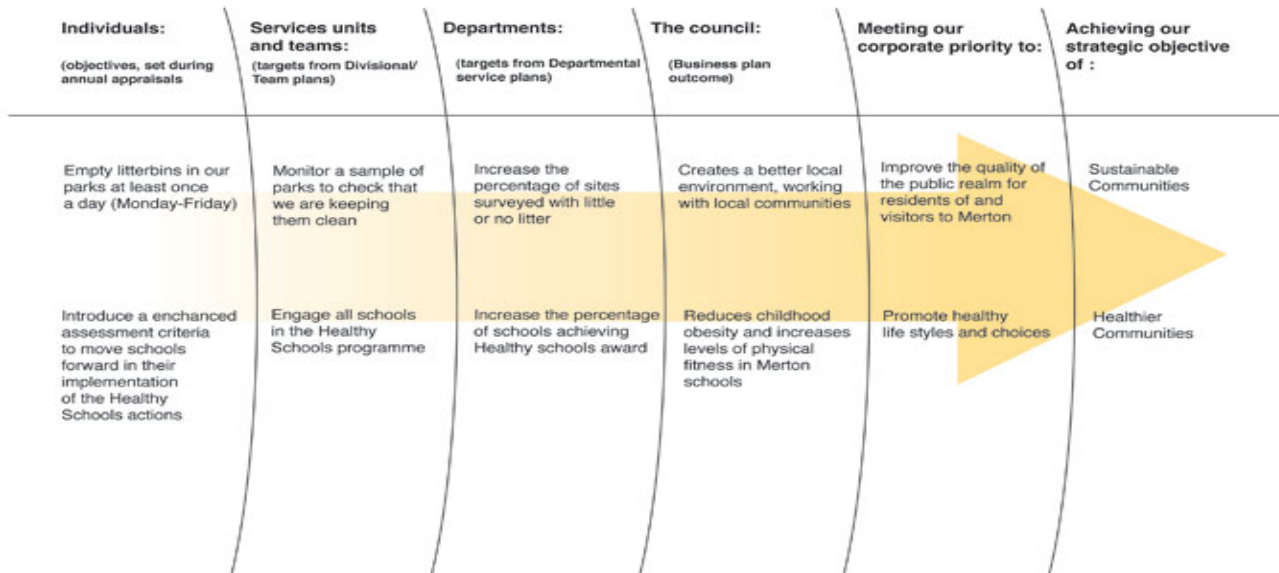 Individuals:
(objectives, set during
annual appraisals
Services units
and teams:
(targets from Divisional/
Team plans)
Departments:
(targets from Departmental
service plans)
The council:
(Business plan
outcome)
Meeting our
corporate priority to:
Achieving our
strategic objective
of :
Empty litterbins in our
parks at least once
a day (Monday-Friday)
Monitor a sample of
parks to check that
we are keeping
them clean
Increase the
percentage of sites
surveyed with little
or no litter
Creates a better local
environment, working
with local communities
Improve the quality of
the public realm for
residents of and
visitors to Merton
Sustainable
Communities
Introduce a enchanced
assessment criteria
to move schools
forward in their
implementation
of the Healthy
Schools actions
Engage all schools
in the Healthy
Schools programme
Increase the percentage
of schools achieving
Healthy schools award
Reduces childhood
obesity and increases
levels of physical
fitness in Merton
schools
Promote healthy
life styles and choices
Healthier
Communities